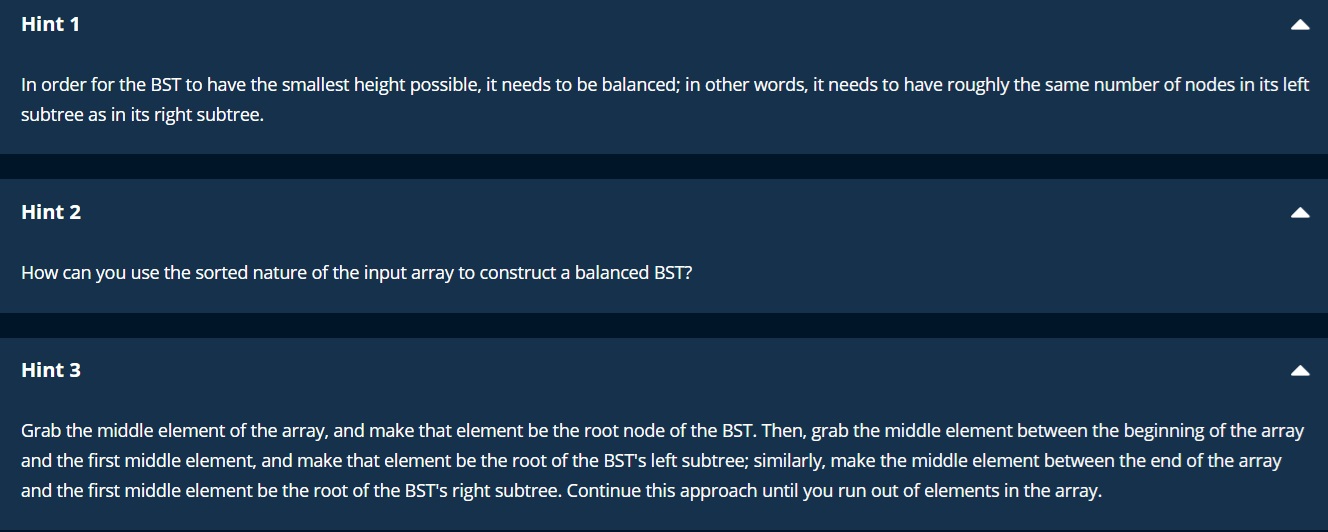 Hint 1
In order for the BST to have the smallest height possible, it needs to be balanced; in other words, it needs to have roughly the same number of nodes in its left
subtree as in its right subtree.
Hint 2
How can you use the sorted nature of the input array to construct a balanced BST?
Hint 3
Grab the middle element of the array, and make that element be the root node of the BST. Then, grab the middle element between the beginning of the array
and the first middle element, and make that element be the root of the BST's left subtree; similarly, make the middle element between the end of the array
and the first middle element be the root of the BST's right subtree. Continue this approach until you run out of elements in the array.